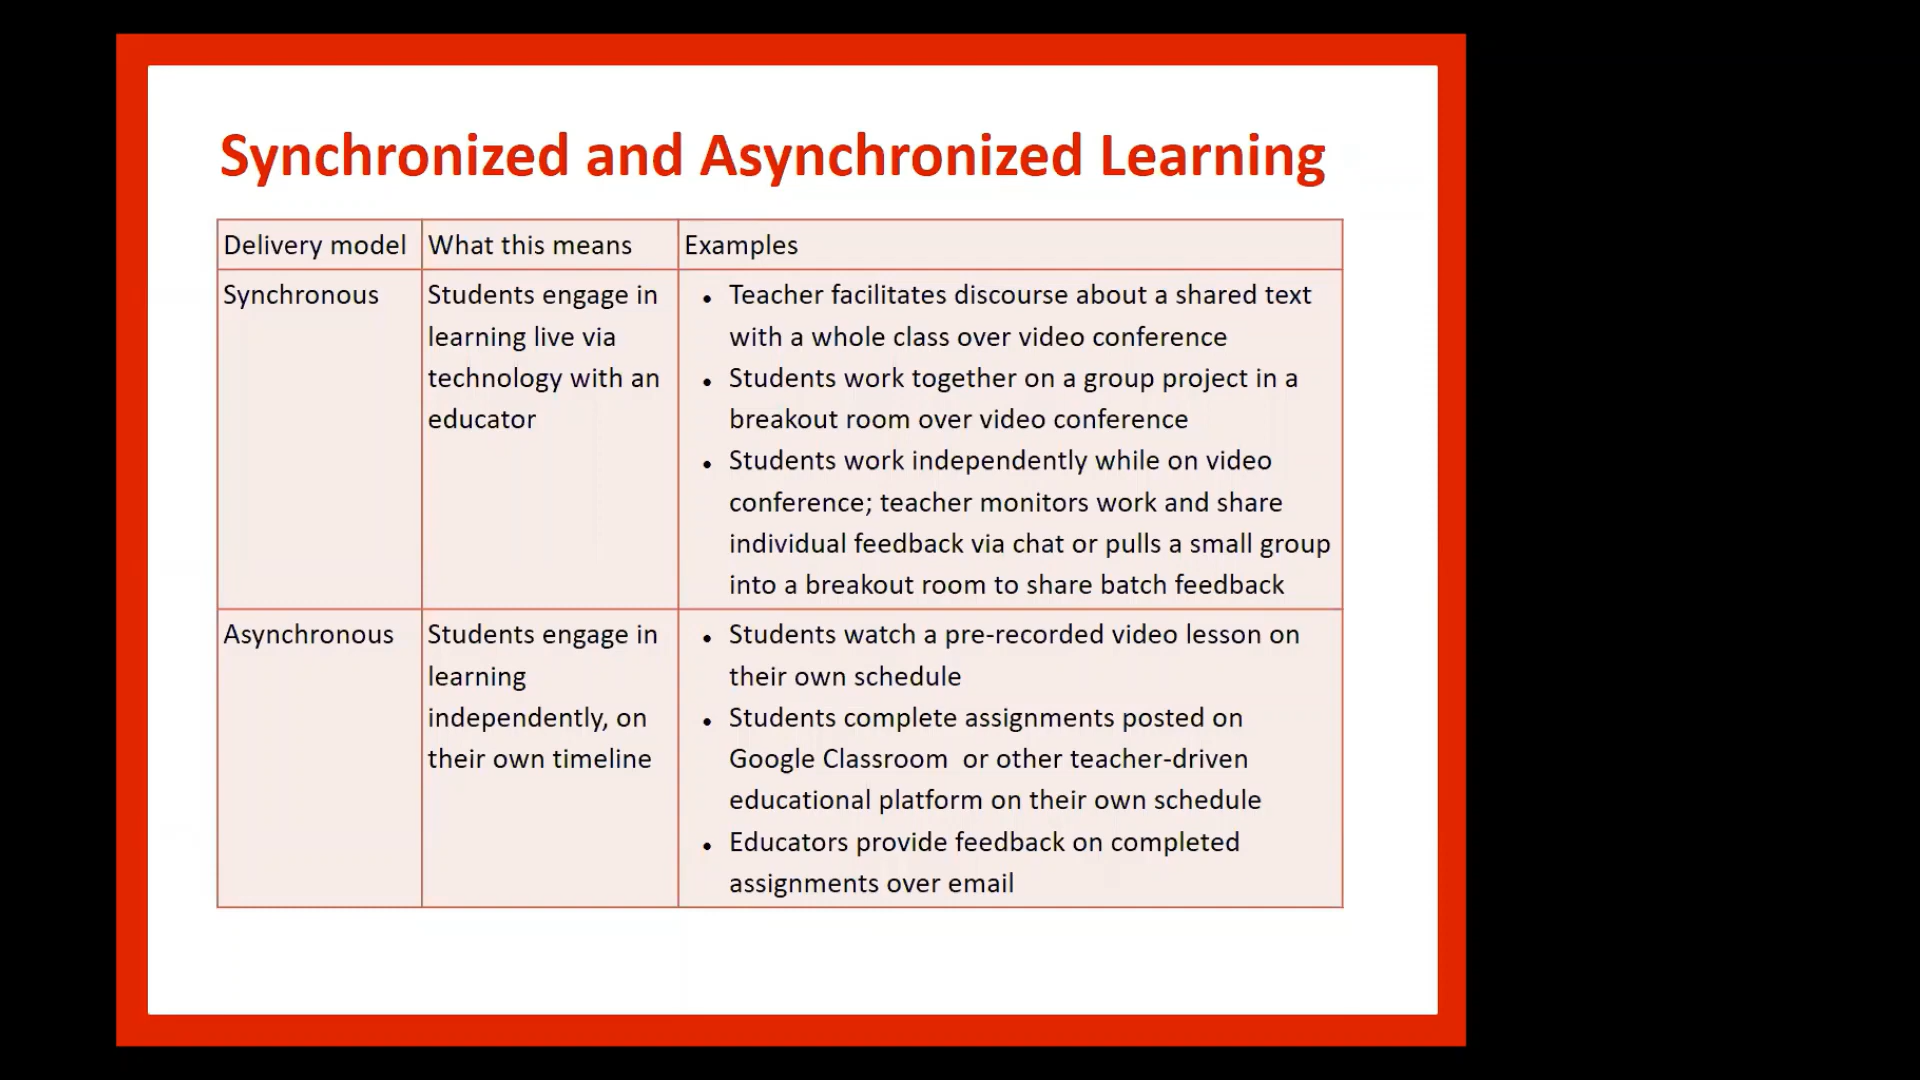 Synchronized and Asynchronized Learning
Delivery model
What this means
Examples
Synchronous
Students engage in
learning live via
technology with an
educator
• Teacher facilitates discourse about a shared text
with a whole class over video conference
• Students work together on a group project in a
breakout room over video conference
• Students work independently while on video
conference; teacher monitors work and share
individual feedback via chat or pulls a small group
into a breakout room to share batch feedback
Asynchronous
Students engage in
learning
independently, on
their own timeline
• Students watch a pre-recorded video lesson on
their own schedule
• Students complete assignments posted on
Google Classroom  or other teacher-driven
educational platform on their own schedule
• Educators provide feedback on completed
assignments over email